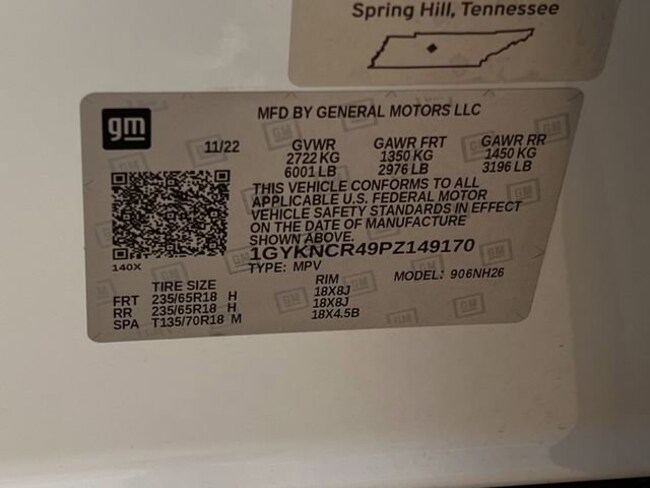 Spring Hill, Tennessee
gm
MFD BY GENERAL MOTORS LLC
11/22
GVWR GAWR FRT GAWR RR
2722 KG 1350 KG 1450 KG
6001 LB 2976 LB 3196 LB
THIS VEHICLE CONFORMS TO ALL
APPLICABLE U.S. FEDERAL MOTOR
VEHICLE SAFETY STANDARDS IN EFFECT
ON THE DATE OF MANUFACTURE
SHOWN ABOVE.
1GYKNCR49PZ149170
140X
TYPE: MPV
MODEL: 906NH26
TIRE SIZE RIM
FRT 235/65R18 H 18X8J
RR 235/65R18 H 18X8J
SPA T135/70R18 M 18X4.5B